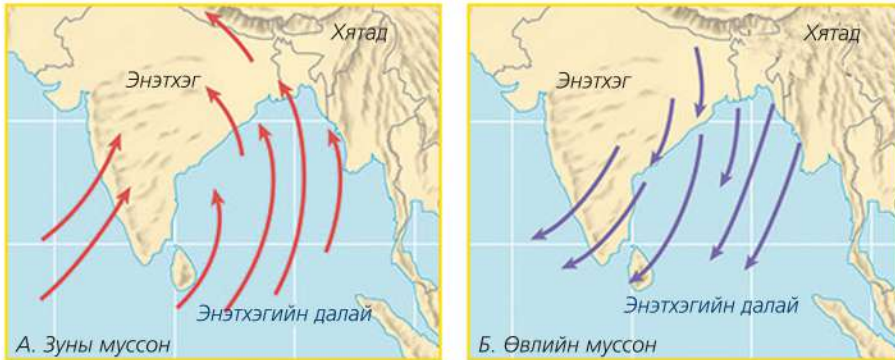 Хятад
Энэтхэг
Энэтхэгийн далай
А. Зуны муссон
Хятад
Энэтхэг
Энэтхэгийн далай
Б. Өвлийн муссон